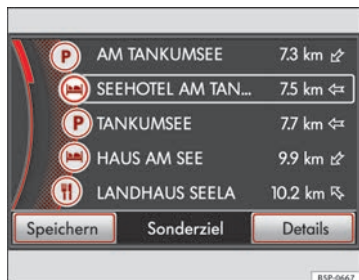 P AM TANKUMSEE 7.3 km
SEEHOTEL AM TAN... 7.5 km
P TANKUMSEE 7.7 km
HAUS AM SEE 9.9 km
LANDHAUS SEELA 10.2 km
Speichern Sonderziel Details
BSP-0667